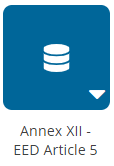 Annex XII -
EED Article 5